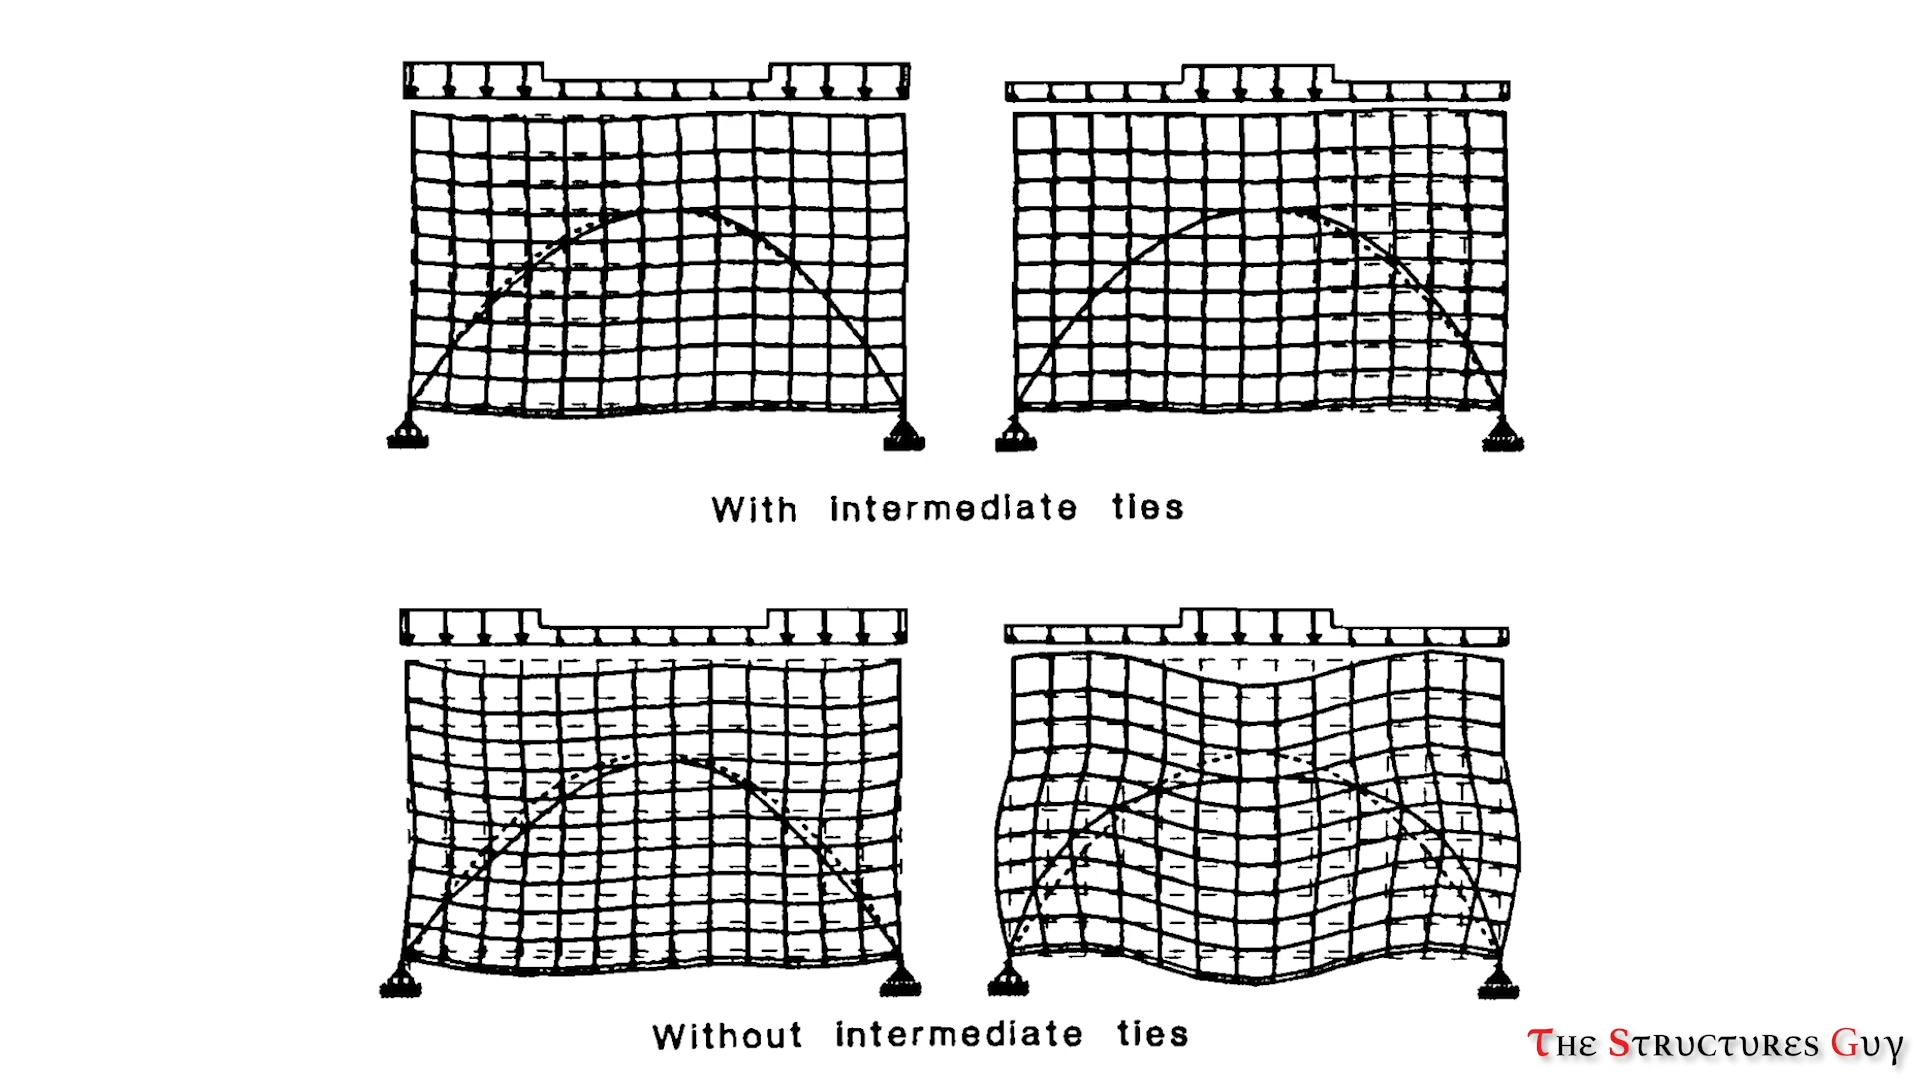 With intermediate ties
Without intermediate ties
The Structures Guy